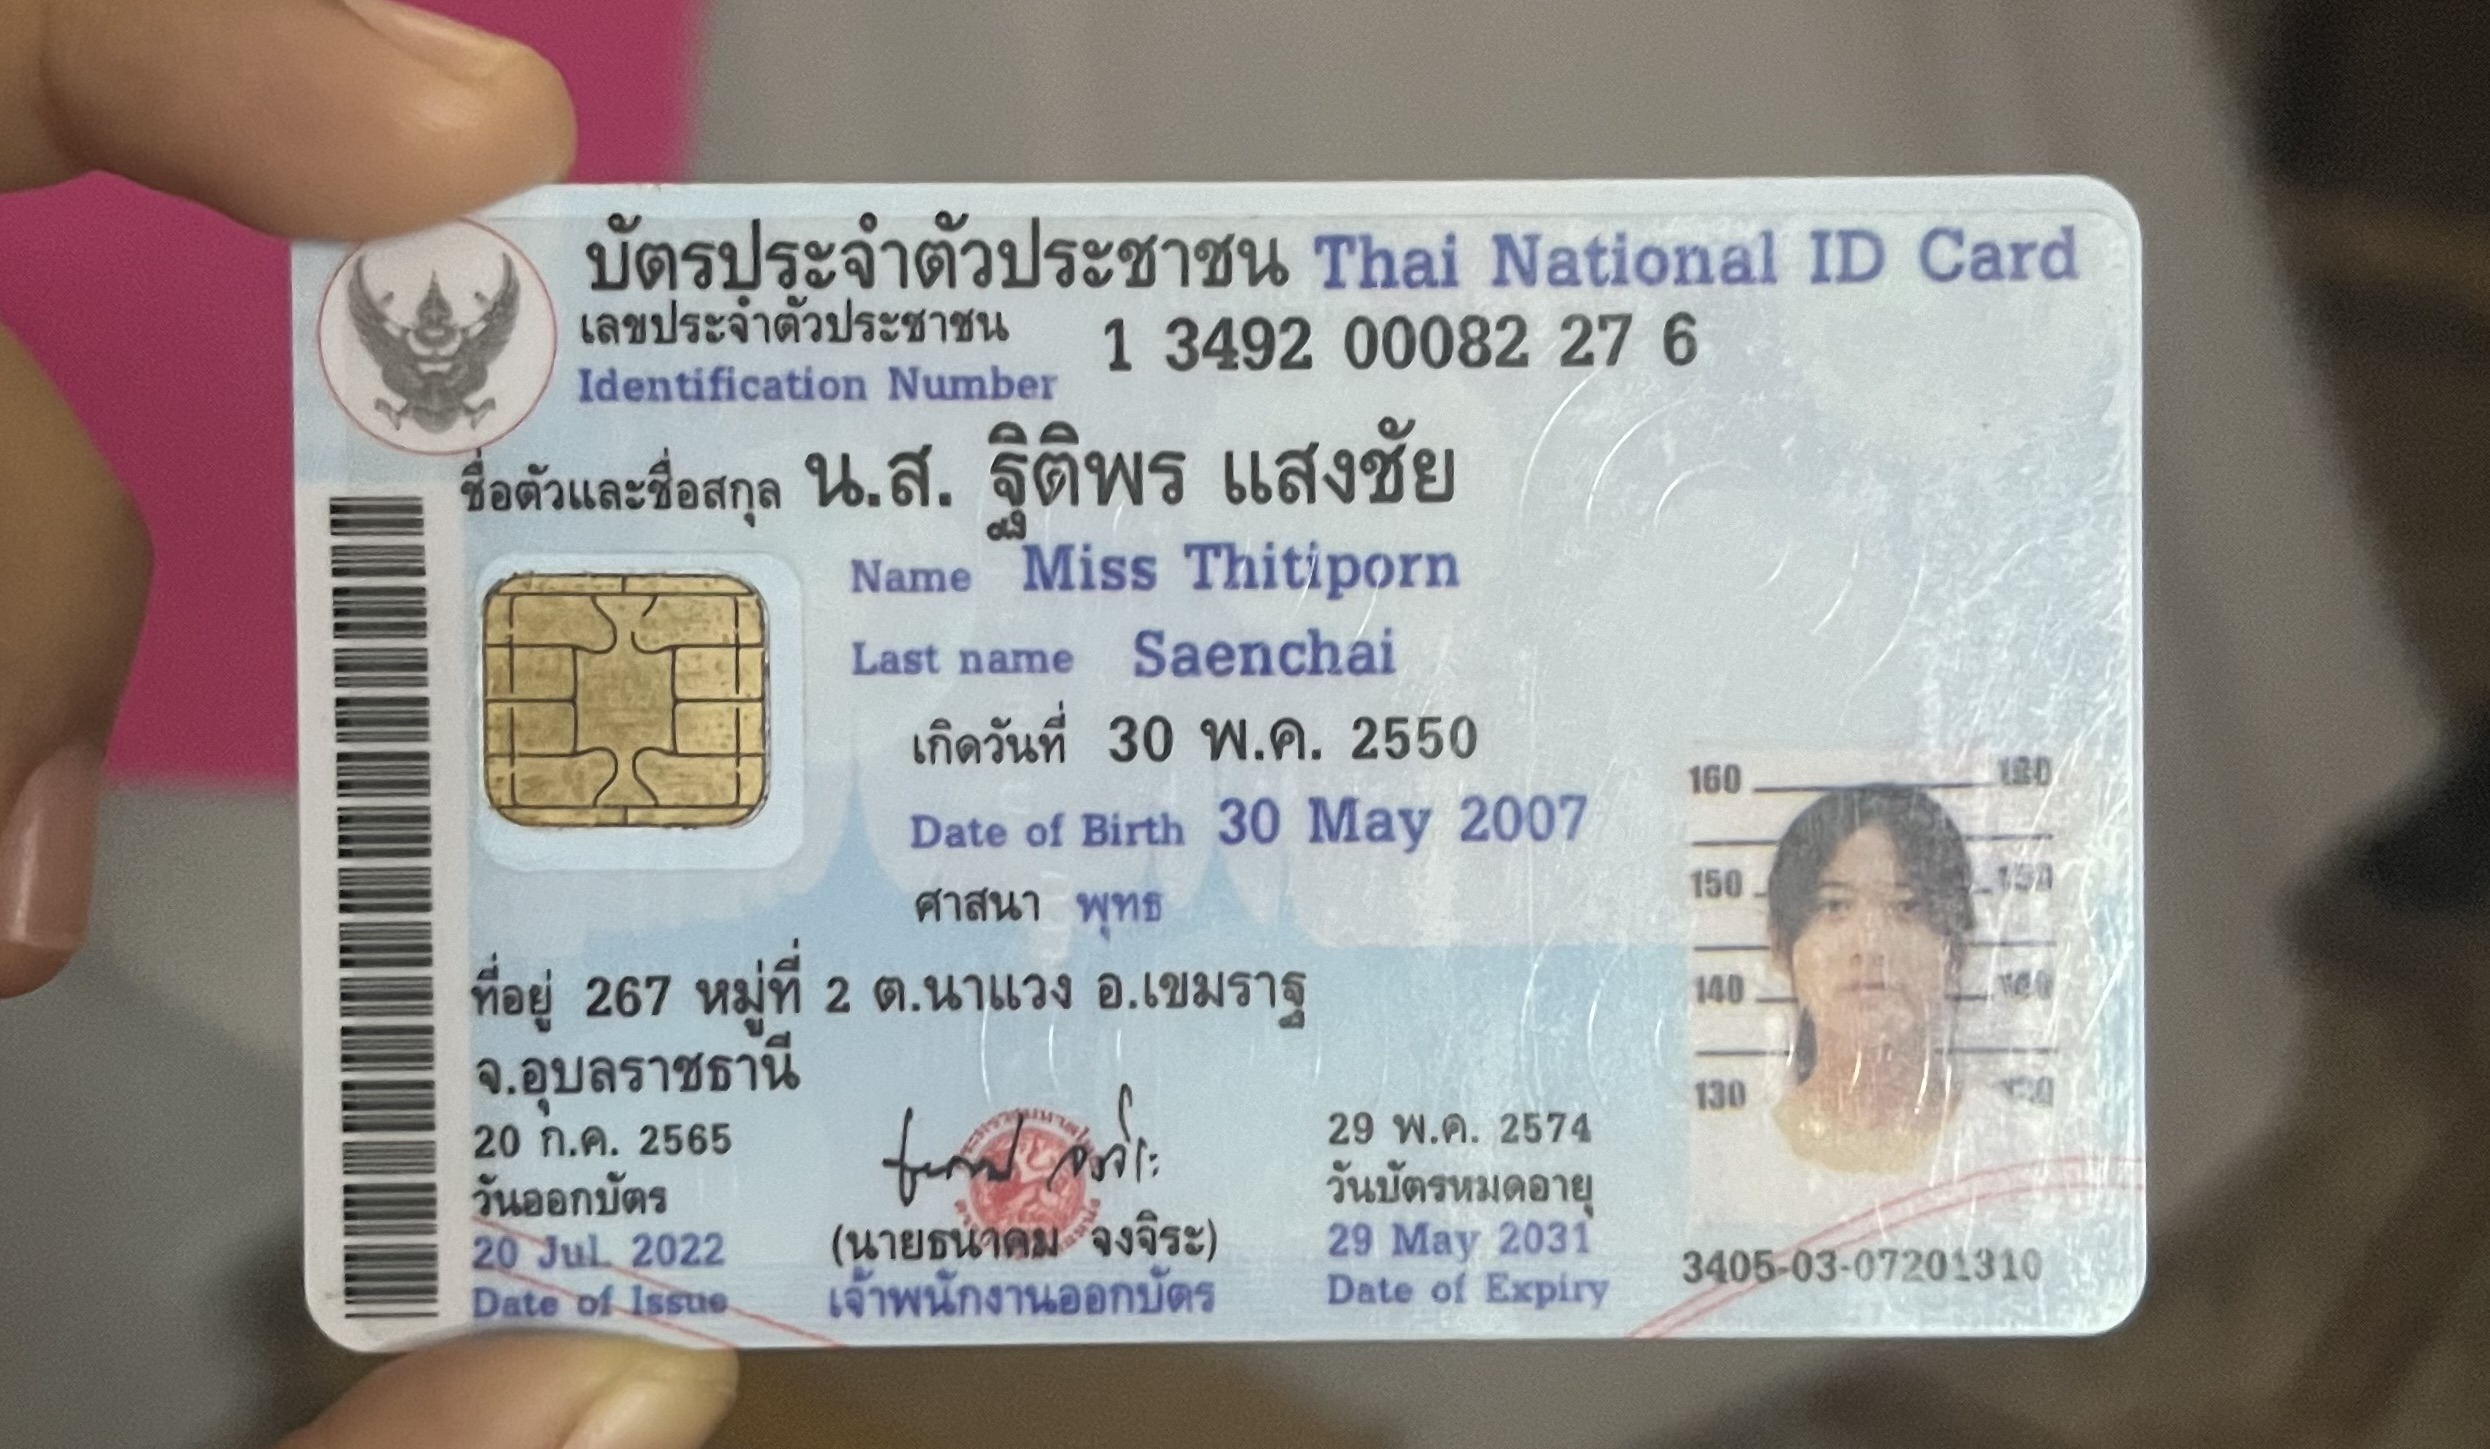 บัตรประจำตัวประชาชน Thai National ID Card
เลขประจำตัวประชาชน 1 3492 00082 27 6
Identification Number
ชื่อตัวและชื่อสกุล น.ส. ฐิติพร แสงชัย
Name Miss Thitiporn
Last name Saenchai
เกิดวันที่ 30 พ.ค. 2550
Date of Birth 30 May 2007
ศาสนา พุทธ
ที่อยู่ 267 หมู่ที่ 2 ต.นาแวง อ.เขมราฐ
จ.อุบลราชธานี
20 ก.ค. 2565
วันออกบัตร
20 Jul. 2022
Date of Issue
(นายธนาคม จงจิระ)
เจ้าพนักงานออกบัตร
29 พ.ค. 2574
วันบัตรหมดอายุ
29 May 2031
Date of Expiry
160
150
140
130
3405-03-07201310